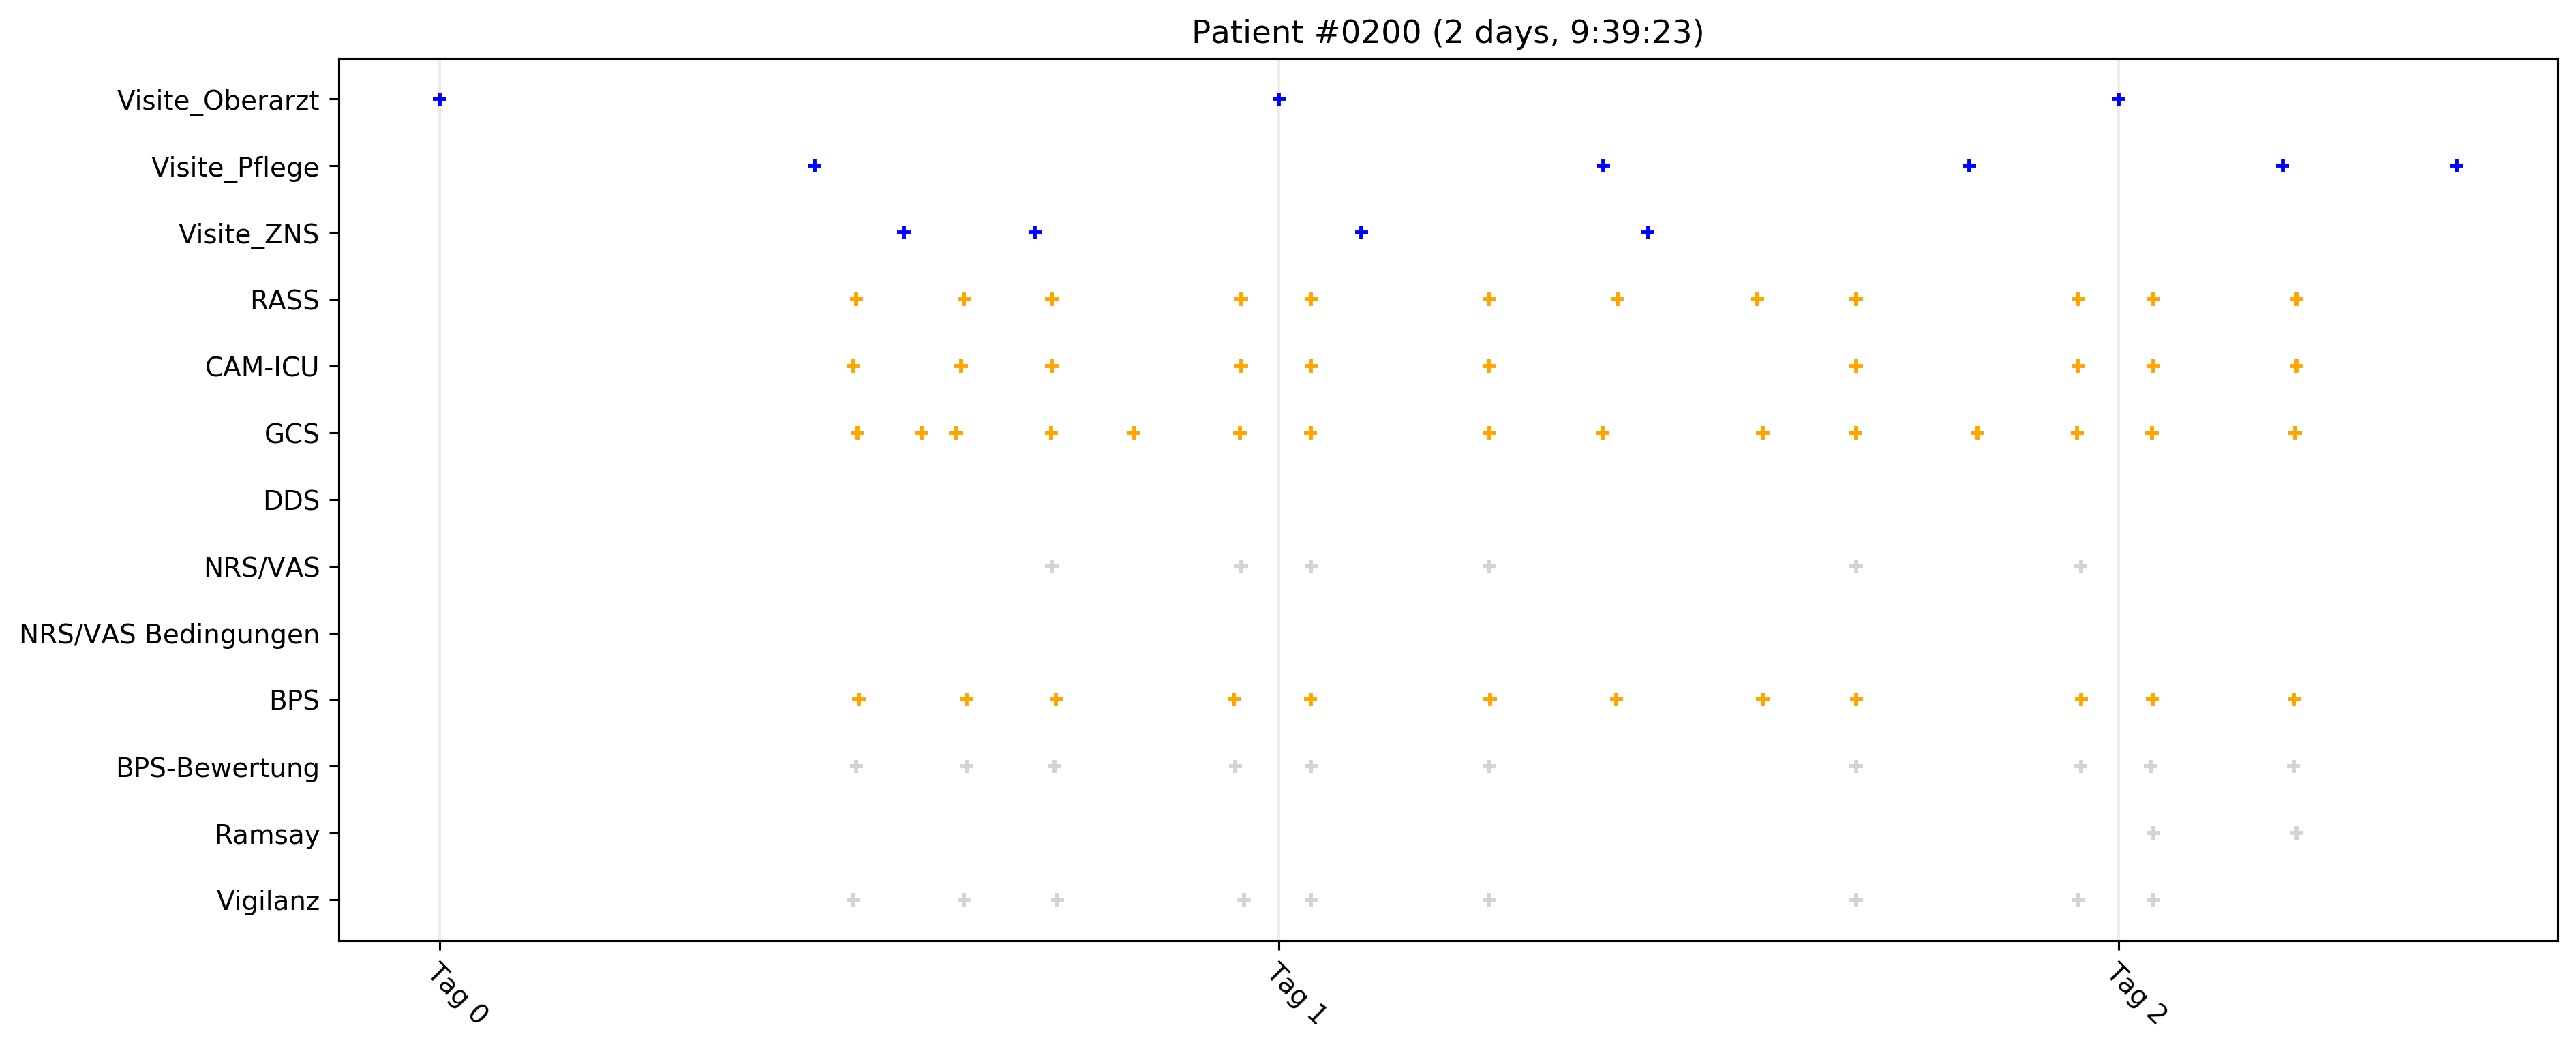 Patient #0200 (2 days, 9:39:23)
Visite_Oberarzt
Visite_Pflege
Visite_ZNS
RASS
CAM-ICU
GCS
DDS
NRS/VAS
NRS/VAS Bedingungen
BPS
BPS-Bewertung
Ramsay
Vigilanz
Tag 0
Tag 1
Tag 2